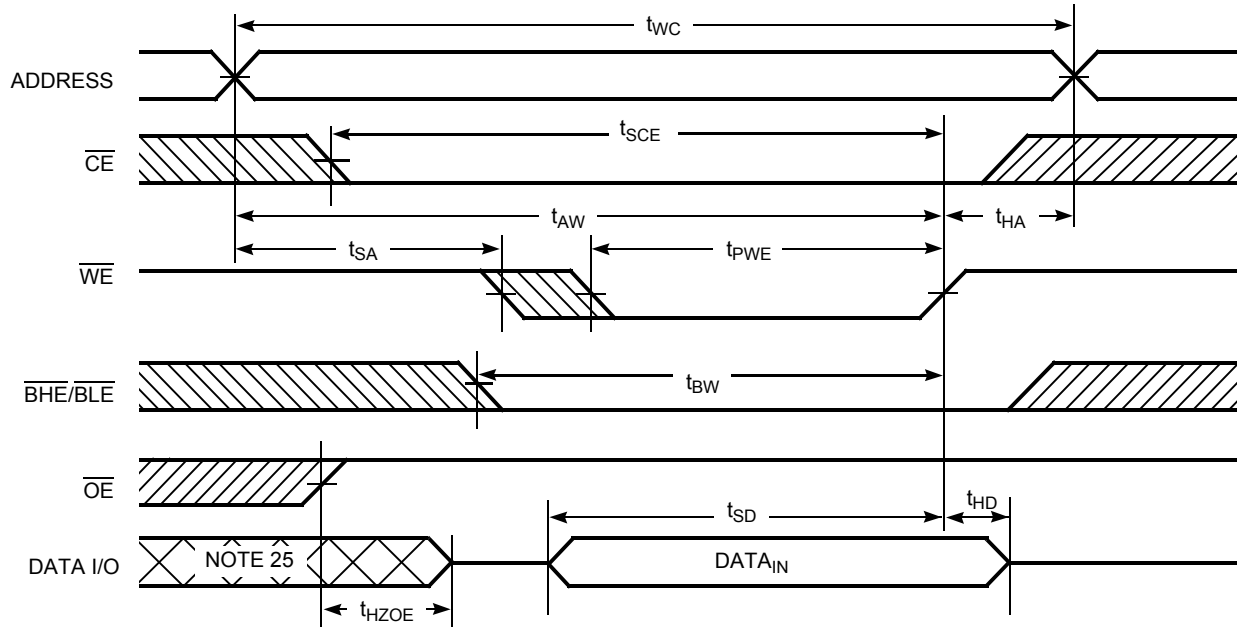 tWC
ADDRESS
tSCE
CE
tAW
tHA
tSA
tPWE
WE
tBW
BHE/BLE
OE
tSD
tHD
DATA I/O
NOTE 25
DATAIN
tHZOE